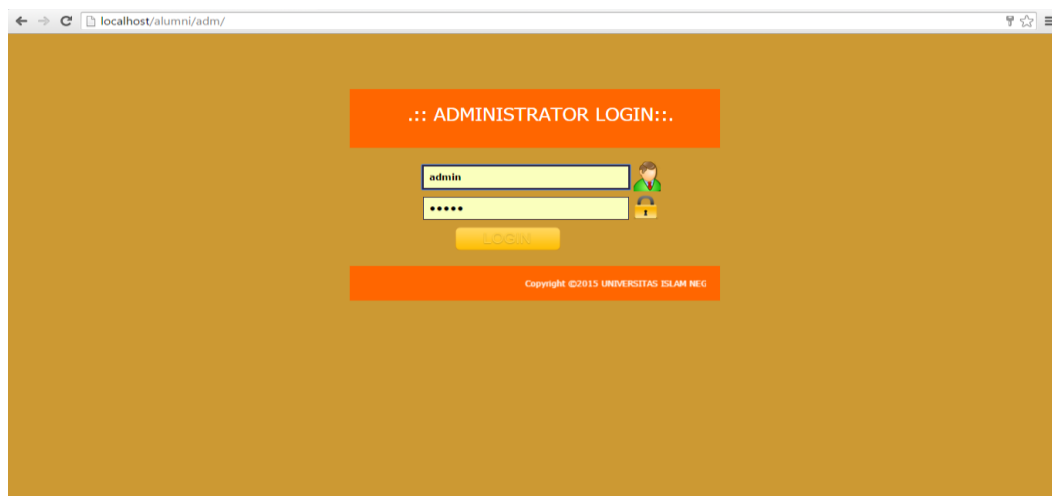 localhost/alumni/adm/
.:: ADMINISTRATOR LOGIN::.
admin
•••••
LOGIN
Copyright ©2015 UNIVERSITAS ISLAM NEG